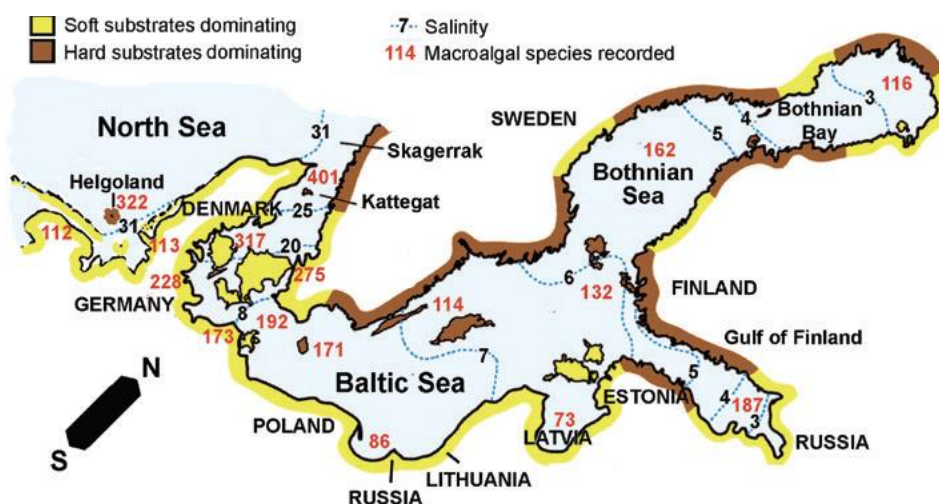 Soft substrates dominating
Hard substrates dominating
7 Salinity
114 Macroalgal species recorded
North Sea
31
Skagerrak
SWEDEN
116
3
Bothnian
Bay
4
5
162
Bothnian
Sea
Helgoland
322
401
Kattegat
DENMARK
25
31
112
113
317
20
228
275
GERMANY
8
192
173
171
114
6
132
FINLAND
7
Gulf of Finland
Baltic Sea
5
4
187
3
ESTONIA
N
S
POLAND
86
73
LATVIA
RUSSIA
LITHUANIA
RUSSIA